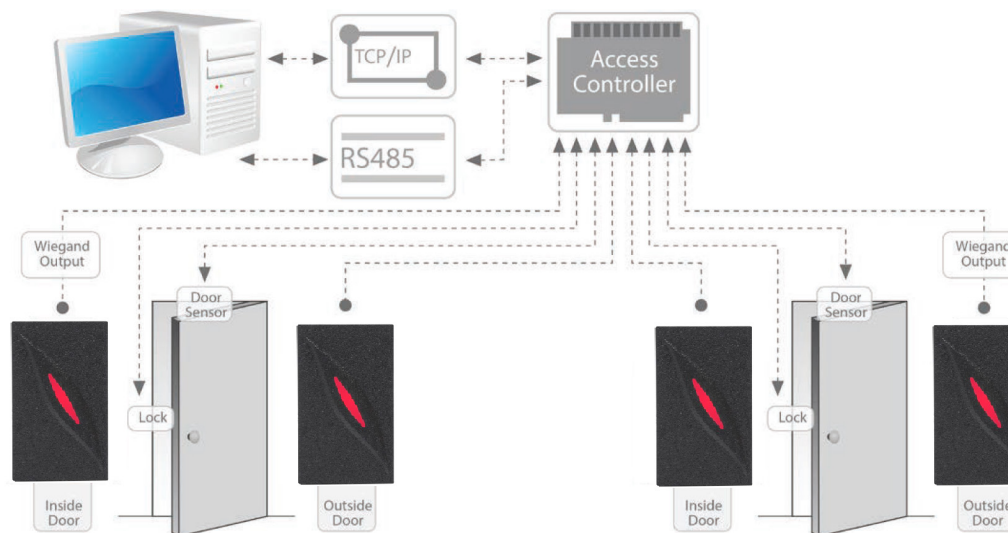 TCP/IP
Access
Controller
RS485
Wiegand
Output
Wiegand
Output
Door
Sensor
Door
Sensor
Lock
Lock
Inside
Door
Outside
Door
Inside
Door
Outside
Door